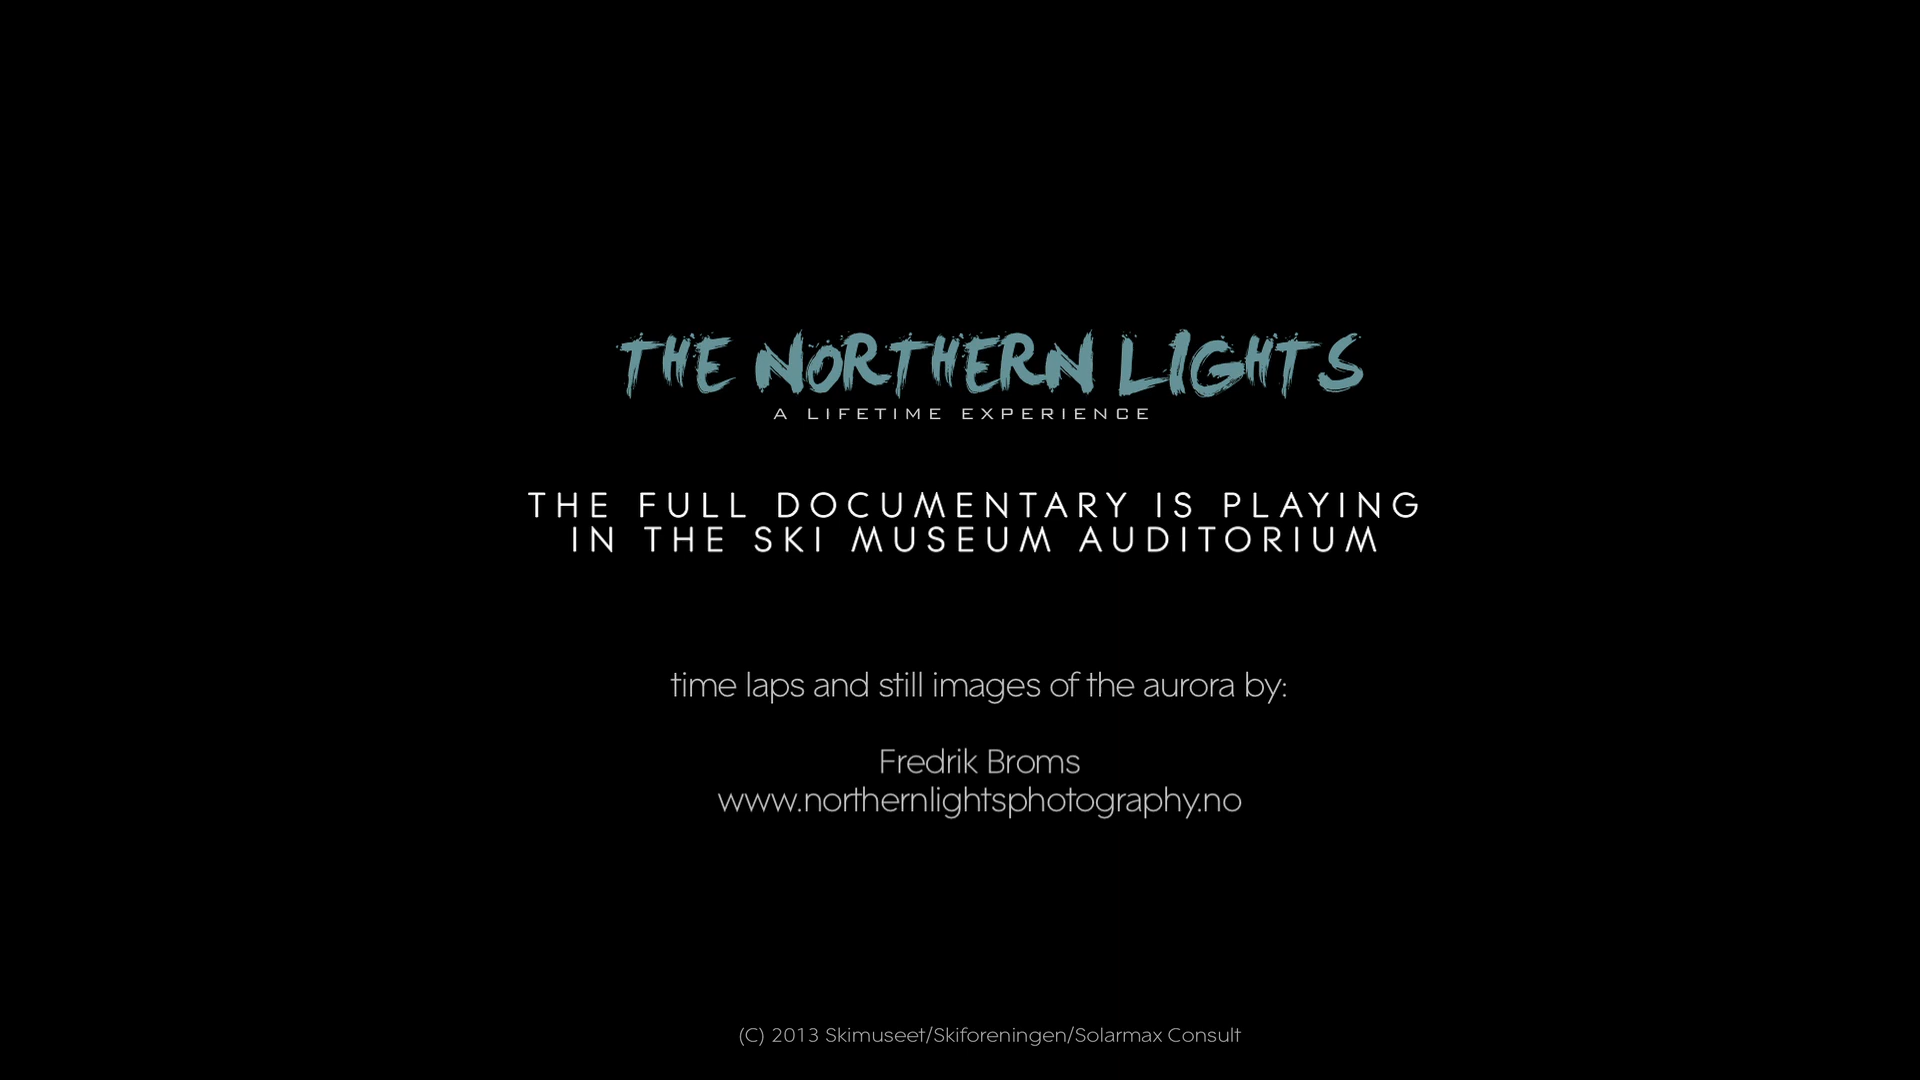 THE NORTHERN LIGHTS
A LIFETIME EXPERIENCE
THE FULL DOCUMENTARY IS PLAYING
IN THE SKI MUSEUM AUDITORIUM
time laps and still images of the aurora by:
Fredrik Broms
www.northernlightsphotography.no
(C) 2013 Skimuseet/Skiforeningen/Solarmax Consult